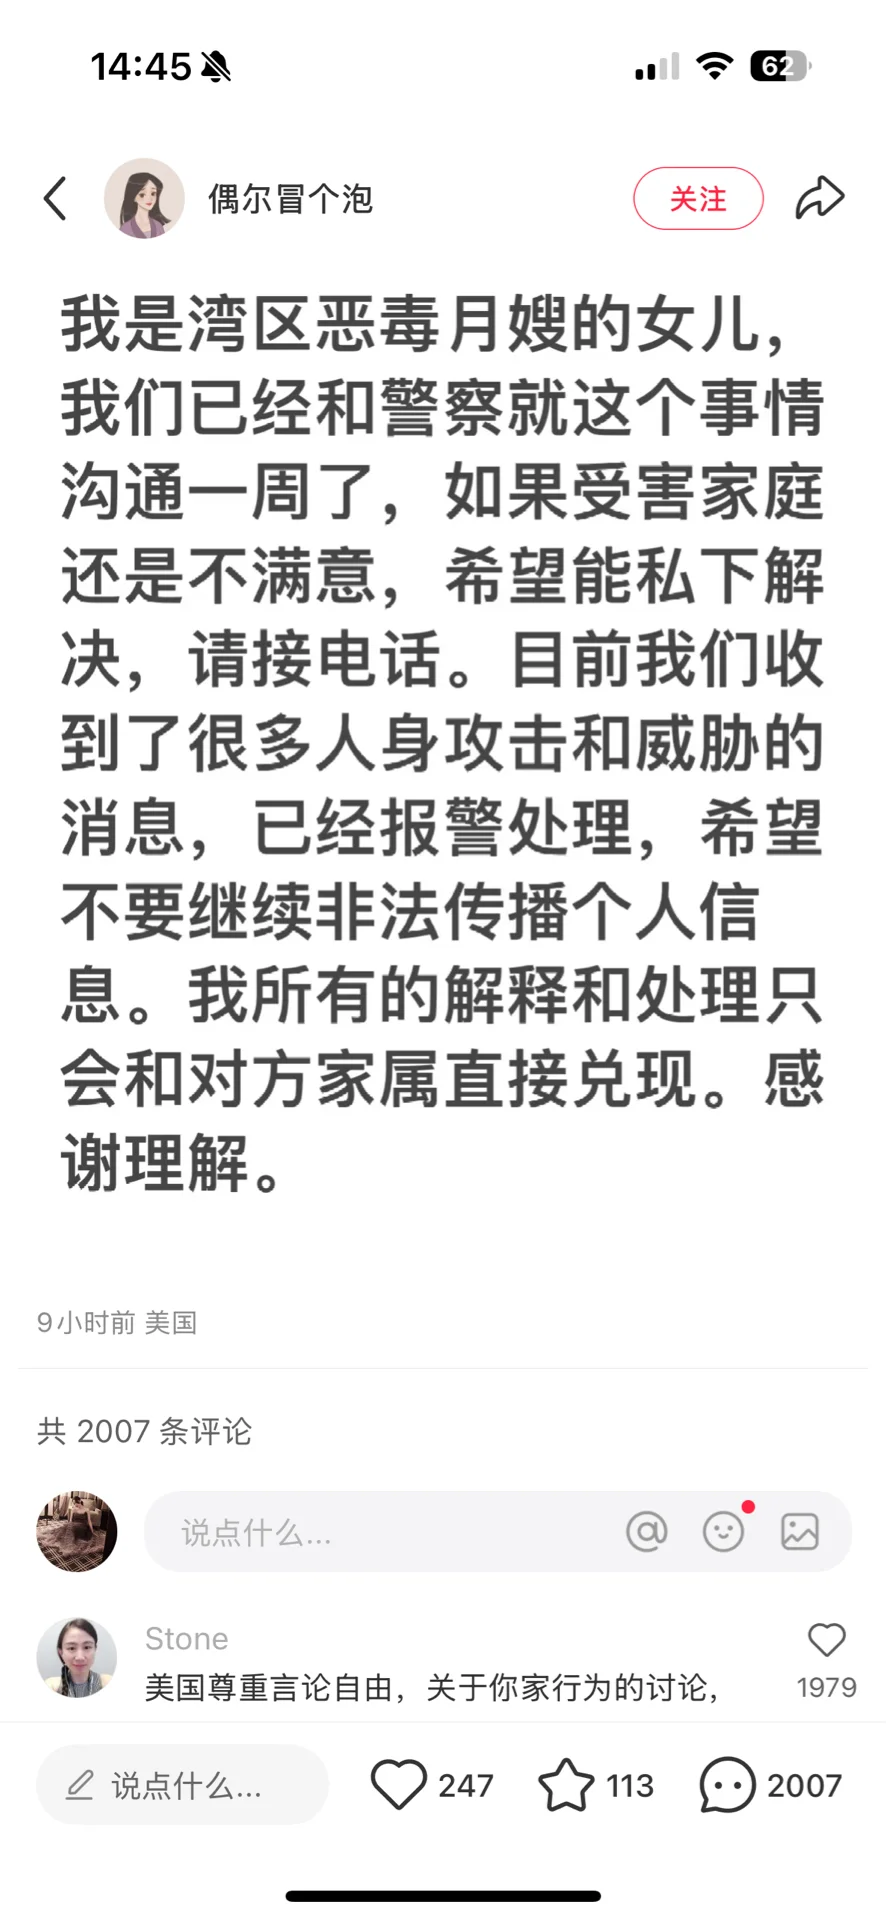 14:45
62
偶尔冒个泡
关注
我是湾区恶毒月嫂的女儿，
我们已经和警察就这个事情
沟通一周了，如果受害家庭
还是不满意，希望能私下解
决，请接电话。目前我们收
到了很多人身攻击和威胁的
消息，已经报警处理，希望
不要继续非法传播个人信
息。我所有的解释和处理只
会和对方家属直接兑现。感
谢理解。
9小时前 美国
共 2007 条评论
说点什么...
Stone
美国尊重言论自由，关于你家行为的讨论，
1979
说点什么...
247
113
2007